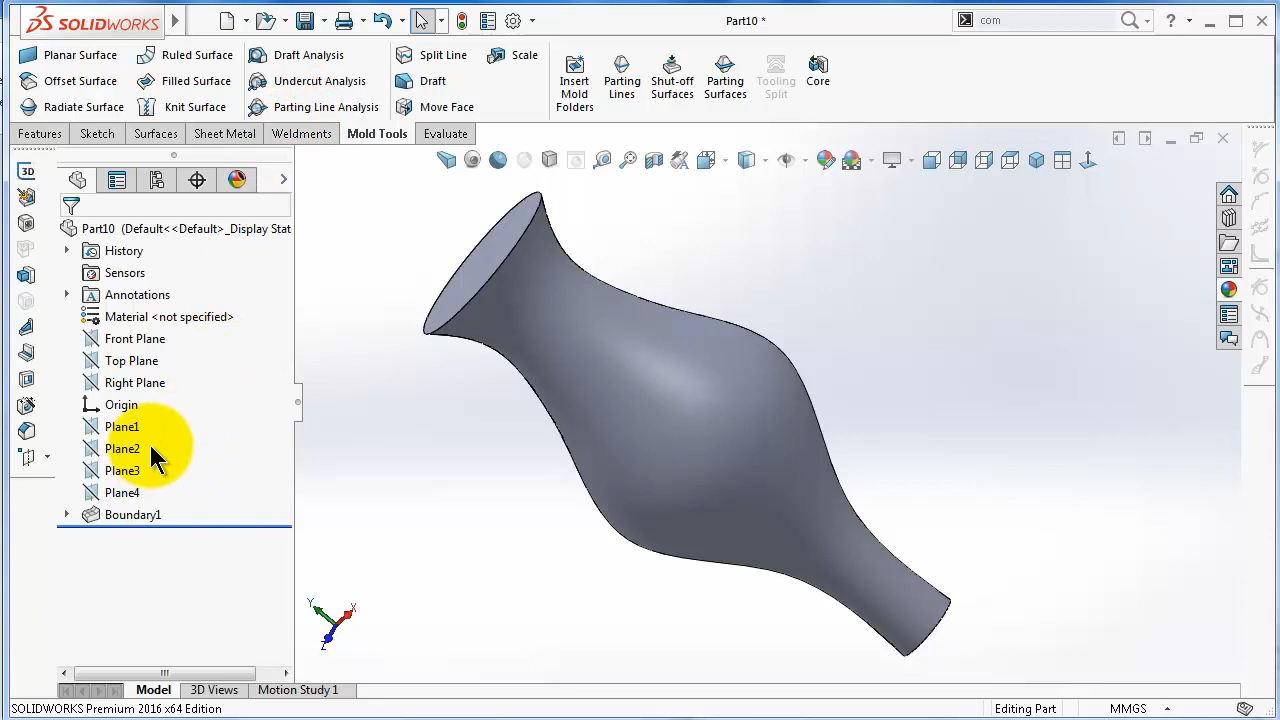 SOLIDWORKS
Part10 *
com
?
Planar Surface
Ruled Surface
Draft Analysis
Split Line
Scale
Offset Surface
Filled Surface
Undercut Analysis
Draft
Radiate Surface
Knit Surface
Parting Line Analysis
Move Face
Insert Mold Folders
Parting Lines
Shut-off Surfaces
Parting Surfaces
Tooling Split
Core
Features
Sketch
Surfaces
Sheet Metal
Weldments
Mold Tools
Evaluate
3D
Part10 (Default<<Default>_Display Stat
History
Sensors
A
Annotations
Material <not specified>
Front Plane
Top Plane
Right Plane
Origin
Plane1
Plane2
Plane3
Plane4
Boundary1
Y
X
Z
Model
3D Views
Motion Study 1
SOLIDWORKS Premium 2016 x64 Edition
Editing Part
MMGS